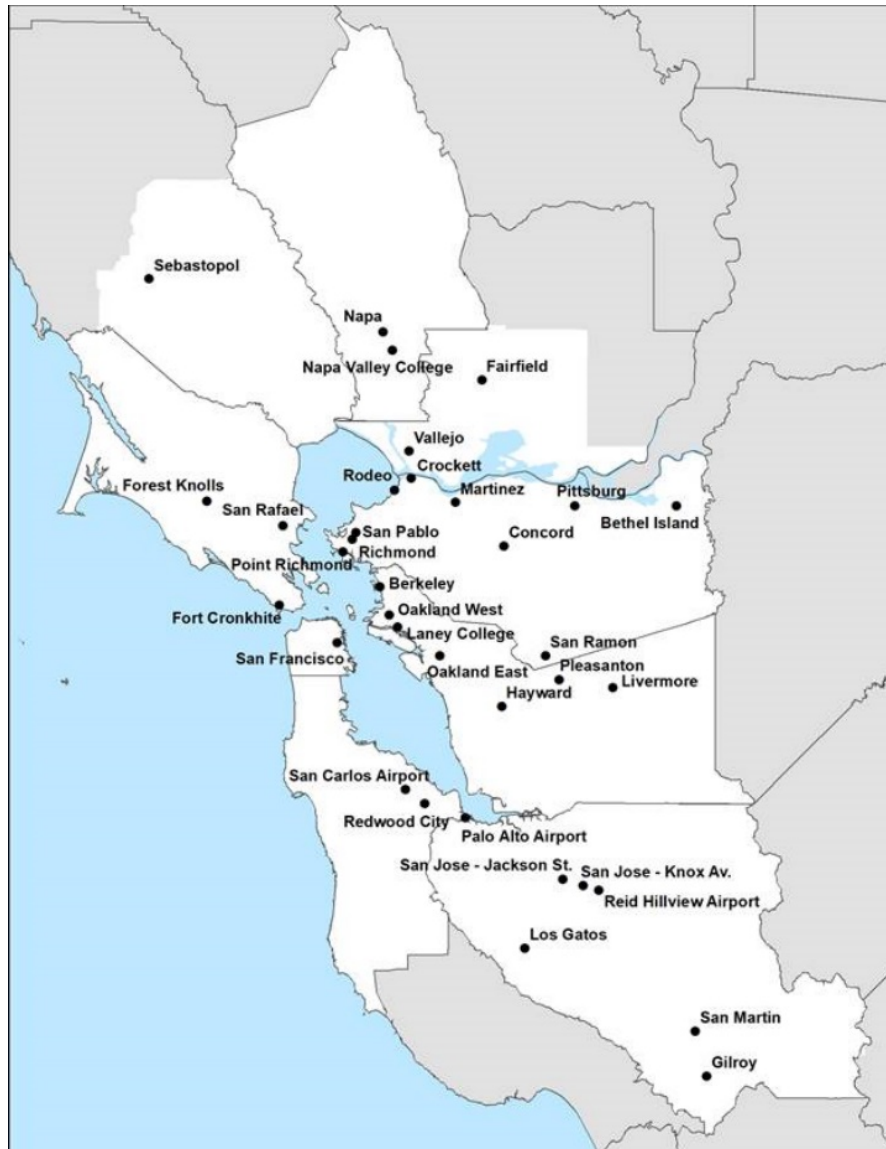 Sebastopol
Napa
Napa Valley College
Fairfield
Vallejo
Crockett
Rodeo
Martinez
Pittsburg
Forest Knolls
San Rafael
Bethel Island
San Pablo
Concord
Richmond
Point Richmond
Berkeley
Fort Cronkhite
Oakland West
Laney College
San Ramon
San Francisco
Oakland East
Pleasanton
Livermore
Hayward
San Carlos Airport
Redwood City
Palo Alto Airport
San Jose - Jackson St.
San Jose - Knox Av.
Reid Hillview Airport
Los Gatos
San Martin
Gilroy